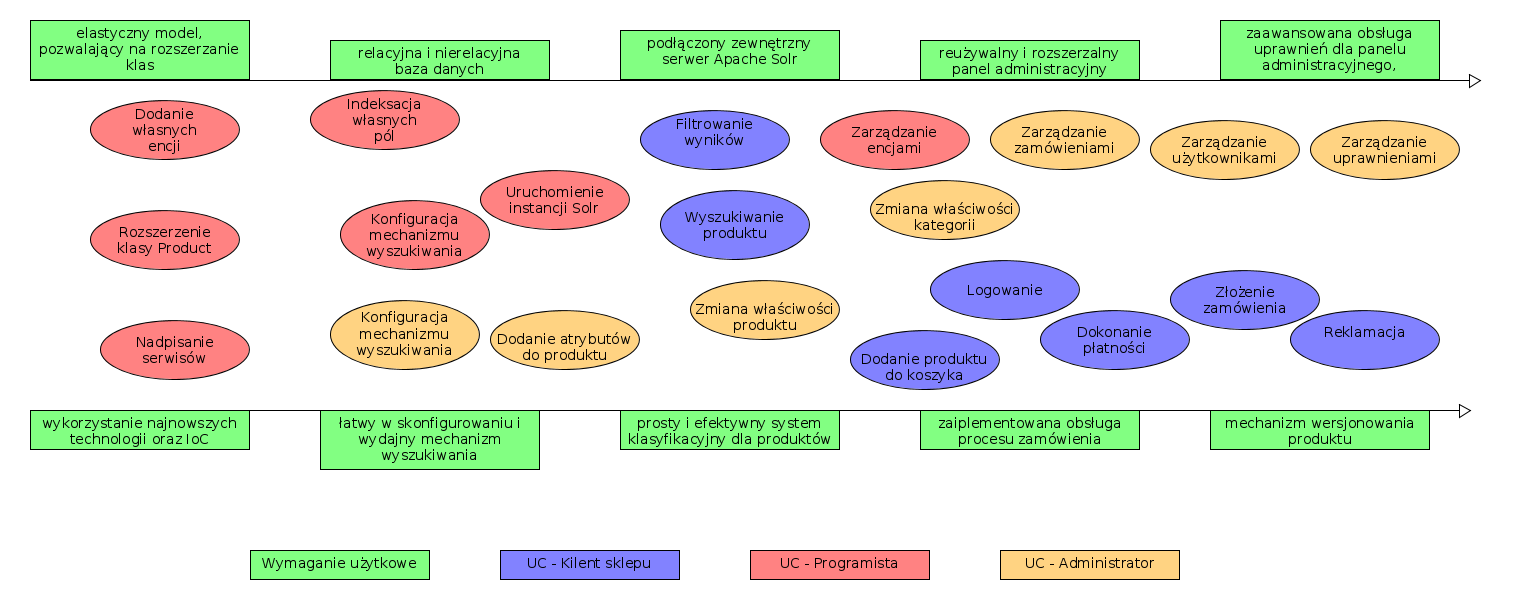 elastyczny model,
pozwalający na rozszerzanie
klas
relacyjna i nierelacyjna
baza danych
podłączony zewnętrzny
serwer Apache Solr
reużywalny i rozszerzalny
panel administracyjny
zaawansowana obsługa
uprawnień dla panelu
administracyjnego,
Dodanie
własnych
encji
Indeksacja
własnych
pól
Filtrowanie
wyników
Zarządzanie
encjami
Zarządzanie
zamówieniami
Zarządzanie
użytkownikami
Zarządzanie
uprawnieniami
Rozszerzenie
klasy Product
Konfiguracja
mechanizmu
wyszukiwania
Uruchomienie
instancji Solr
Wyszukiwanie
produktu
Zmiana właściwości
kategorii
Nadpisanie
serwisów
Konfiguracja
mechanizmu
wyszukiwania
Dodanie atrybutów
do produktu
Zmiana właściwości
produktu
Logowanie
Złożenie
zamówienia
Dodanie produktu
do koszyka
Dokonanie
płatności
Reklamacja
wykorzystanie najnowszych
technologii oraz IoC
łatwy w skonfigurowaniu i
wydajny mechanizm
wyszukiwania
prosty i efektywny system
klasyfikacyjny dla produktów
zaiplementowana obsługa
procesu zamówienia
mechanizm wersjonowania
produktu
Wymaganie użytkowe
UC - Kilent sklepu
UC - Programista
UC - Administrator